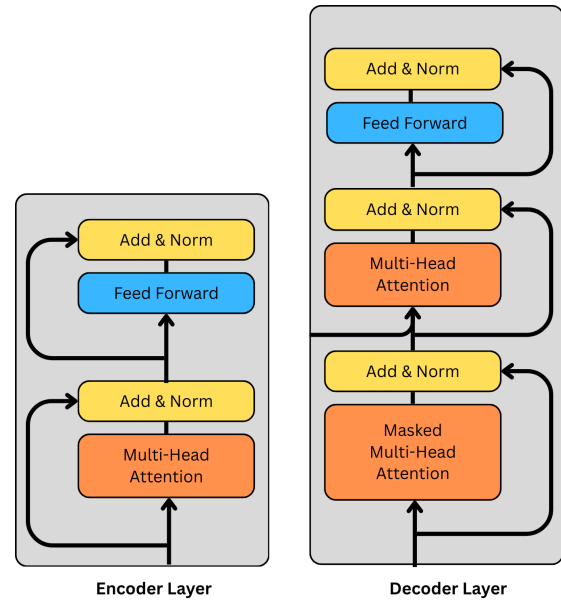 Add & Norm
Feed Forward
Add & Norm
Multi-Head
Attention
Encoder Layer
Add & Norm
Feed Forward
Add & Norm
Multi-Head
Attention
Add & Norm
Masked
Multi-Head
Attention
Decoder Layer